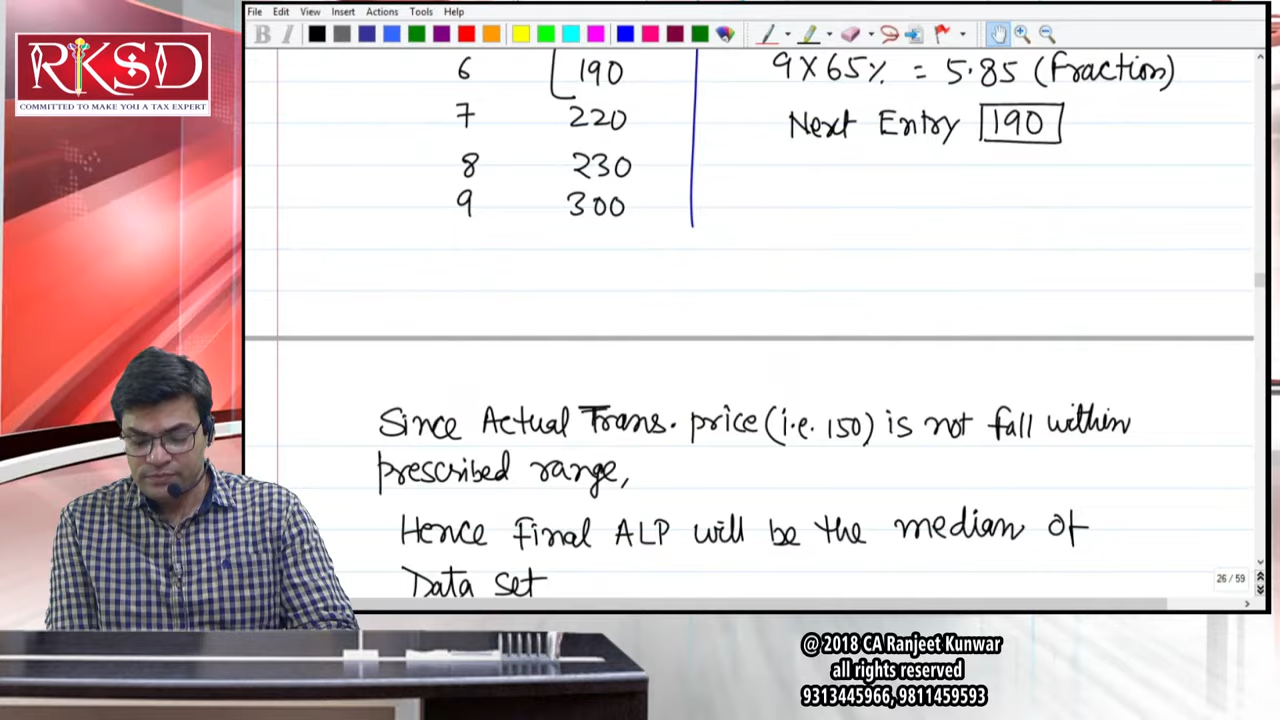 File Edit View Insert Actions Tools Help
B I
RKSD
COMMITTED TO MAKE YOU A TAX EXPERT
6 190
7 220
8 230
9 300
9 X 65% = 5.85 (Fraction)
Next Entry 190
Since Actual Trans. price (i.e. 150) is not fall within
prescribed range,
Hence Final ALP will be the median of
Data set
26 / 59
@ 2018 CA Ranjeet Kunwar
all rights reserved
9313445966, 9811459593